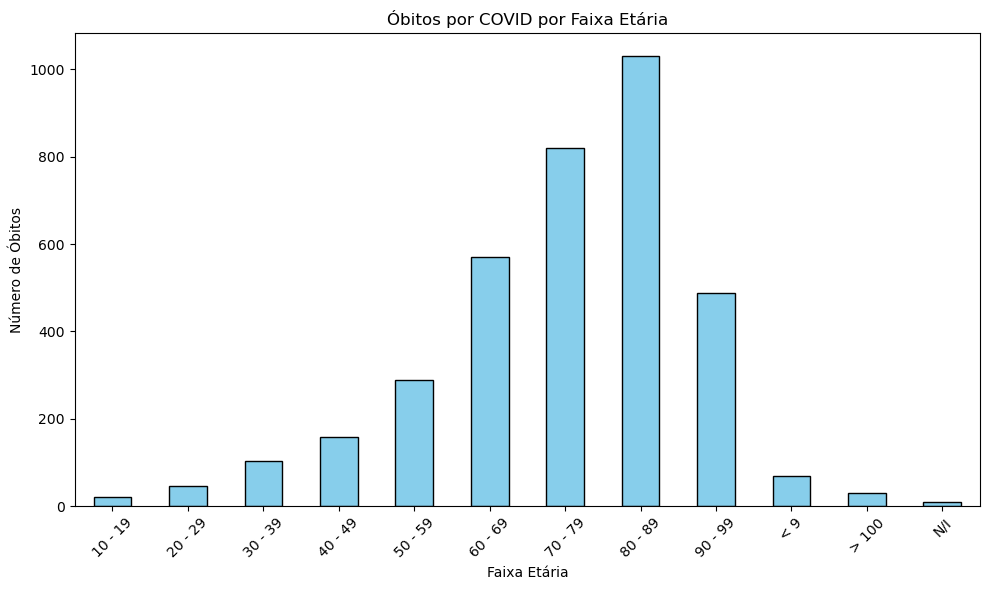 Óbitos por COVID por Faixa Etária
Número de Óbitos
1000
800
600
400
200
0
10 - 19
20 - 29
30 - 39
40 - 49
50 - 59
60 - 69
70 - 79
80 - 89
90 - 99
< 9
> 100
N/I
Faixa Etária